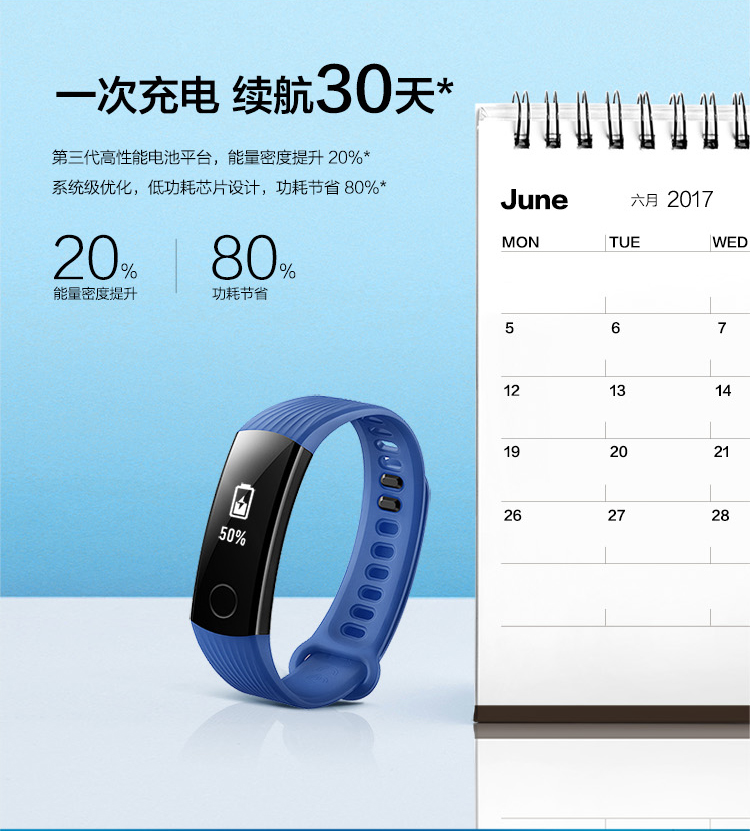 一次充电 续航30天*
第三代高性能电池平台，能量密度提升 20%*
系统级优化，低功耗芯片设计，功耗节省 80%*
20%
能量密度提升
80%
功耗节省
50%
June 六月 2017
MON TUE WED
5 6 7
12 13 14
19 20 21
26 27 28